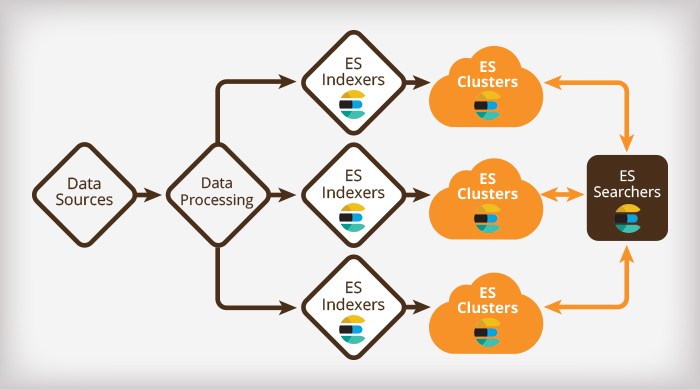 Data
Sources
Data
Processing
ES
Indexers
ES
Clusters
ES
Indexers
ES
Clusters
ES
Indexers
ES
Clusters
ES
Searchers